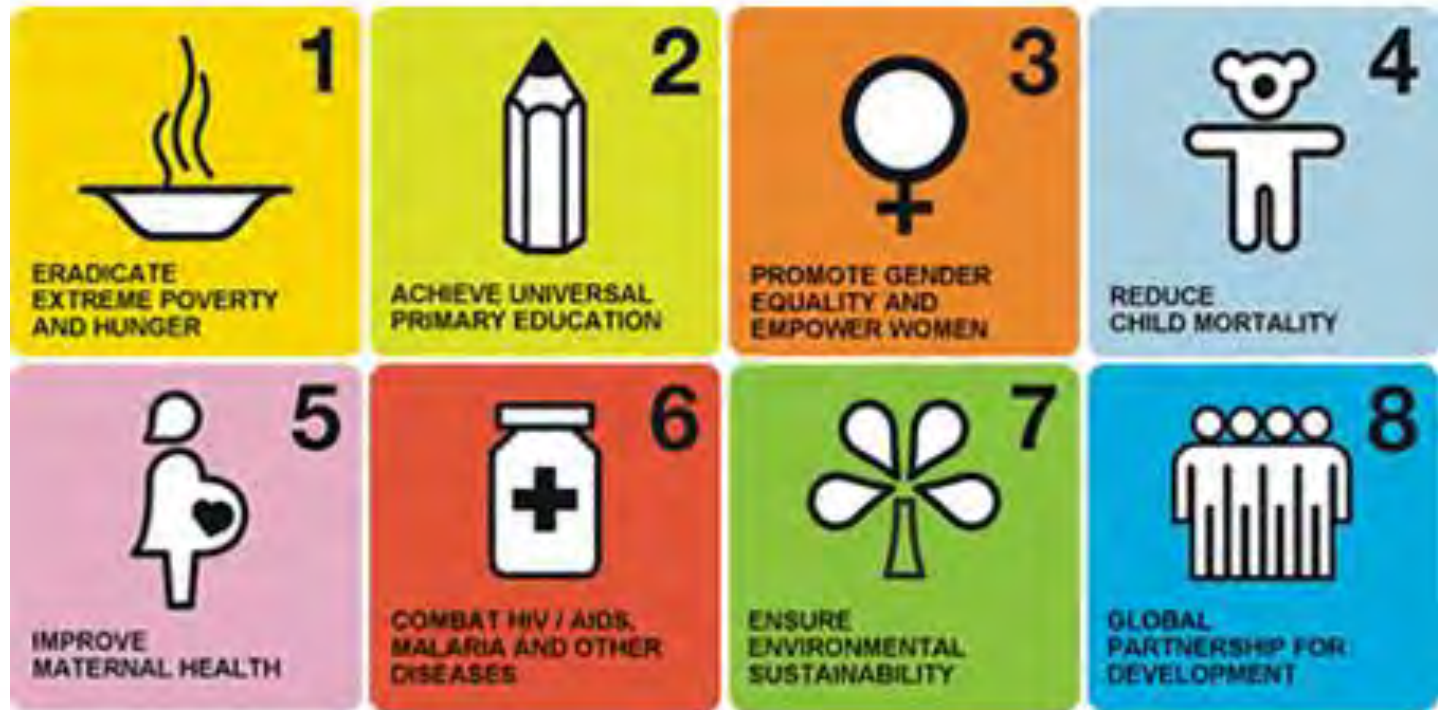 1
ERADICATE
EXTREME POVERTY
AND HUNGER
2
ACHIEVE UNIVERSAL
PRIMARY EDUCATION
3
PROMOTE GENDER
EQUALITY AND
EMPOWER WOMEN
4
REDUCE
CHILD MORTALITY
5
IMPROVE
MATERNAL HEALTH
6
COMBAT HIV / AIDS,
MALARIA AND OTHER
DISEASES
7
ENSURE
ENVIRONMENTAL
SUSTAINABILITY
8
GLOBAL
PARTNERSHIP FOR
DEVELOPMENT